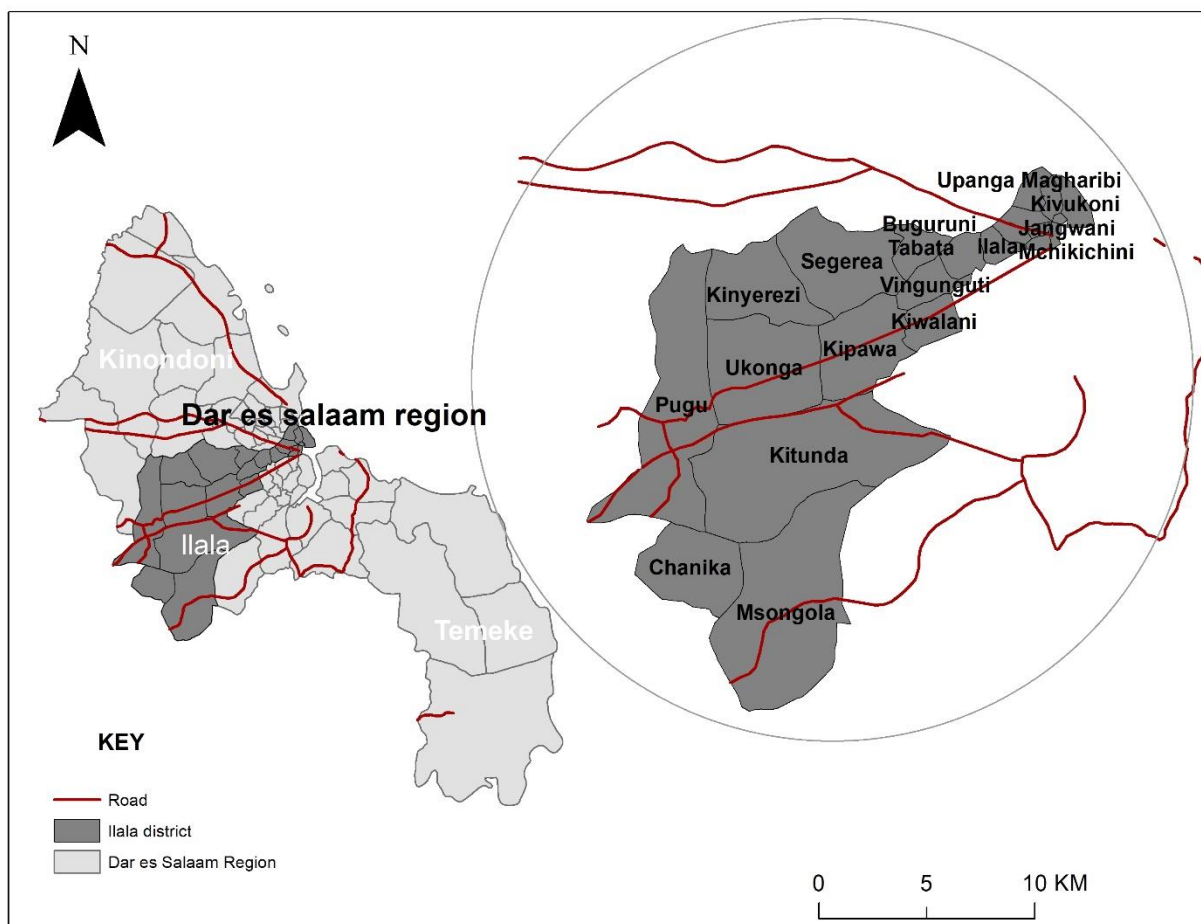 N
Upanga Magharibi
Kivukoni
Buguruni
Jangwani
Tabata
Ilala
Mchikichini
Segerea
Kinyerezi
Vingunguti
Kiwalani
Kinondoni
Kipawa
Ukonga
Dar es salaam region
Pugu
Kitunda
Ilala
Chanika
Msongola
Temeke
KEY
Road
Ilala district
Dar es Salaam Region
0 5 10 KM